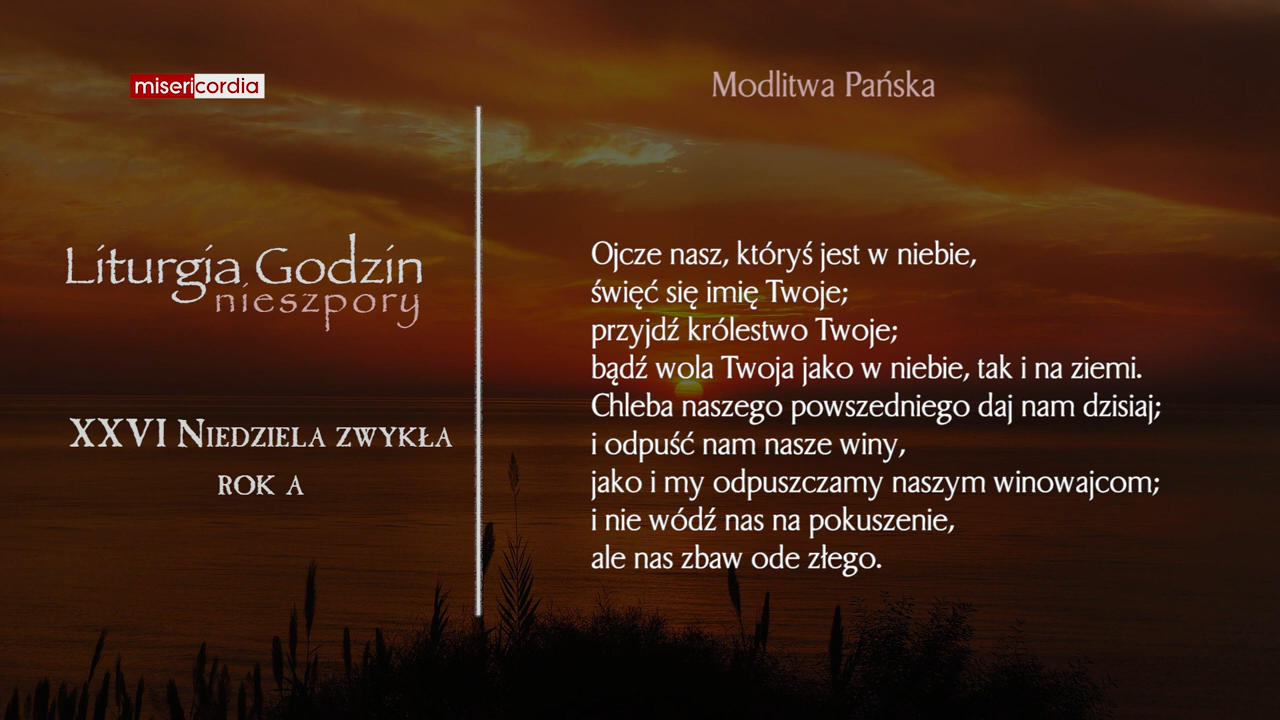 misericordia
Liturgia Godzin
nieszpory
XXVI Niedziela zwykła
rok A
Modlitwa Pańska
Ojcze nasz, któryś jest w niebie,
święć się imię Twoje;
przyjdź królestwo Twoje;
bądź wola Twoja jako w niebie, tak i na ziemi.
Chleba naszego powszedniego daj nam dzisiaj;
i odpuść nam nasze winy,
jako i my odpuszczamy naszym winowajcom;
i nie wódź nas na pokuszenie,
ale nas zbaw ode złego.